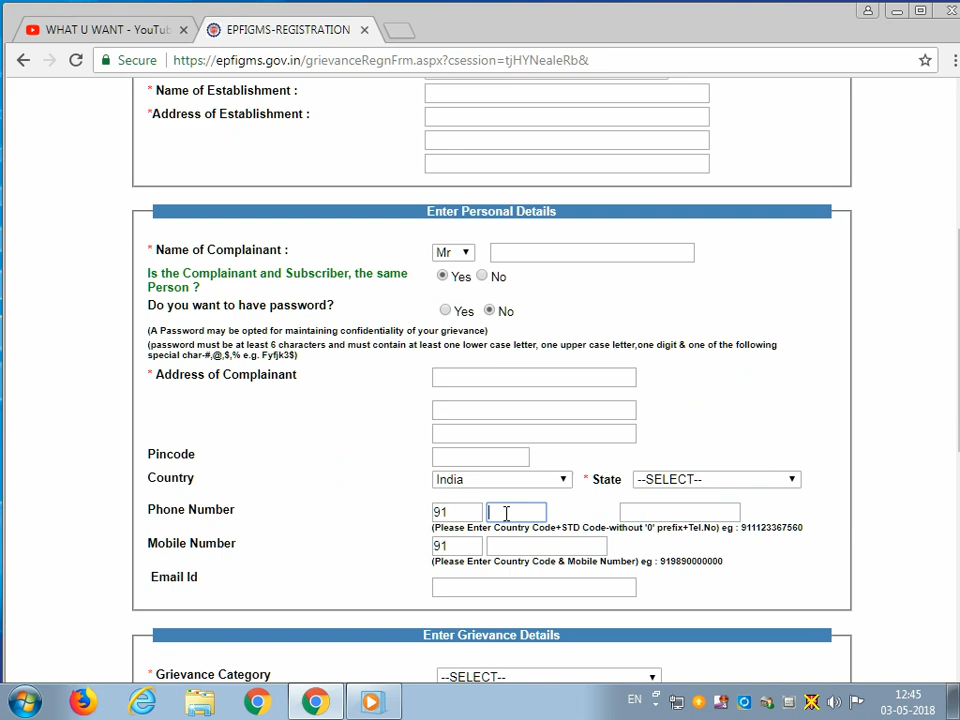 WHAT U WANT - YouTub
EPFIGMS-REGISTRATION
Secure https://epfigms.gov.in/grievanceRegnFrm.aspx?csession=tjHYNealeRb&
* Name of Establishment :
*Address of Establishment :
Enter Personal Details
* Name of Complainant : Mr
Is the Complainant and Subscriber, the same Yes No
Person ?
Do you want to have password? Yes No
(A Password may be opted for maintaining confidentiality of your grievance)
(password must be at least 6 characters and must contain at least one lower case letter, one upper case letter,one digit & one of the following
special char-#,@,$,% e.g. Fyfjk3$)
* Address of Complainant
Pincode
Country India * State --SELECT--
Phone Number 91
(Please Enter Country Code+STD Code-without '0' prefix+Tel.No) eg : 911123367560
Mobile Number 91
(Please Enter Country Code & Mobile Number) eg : 919890000000
Email Id
Enter Grievance Details
* Grievance Category --SELECT--
EN
12:45
03-05-2018